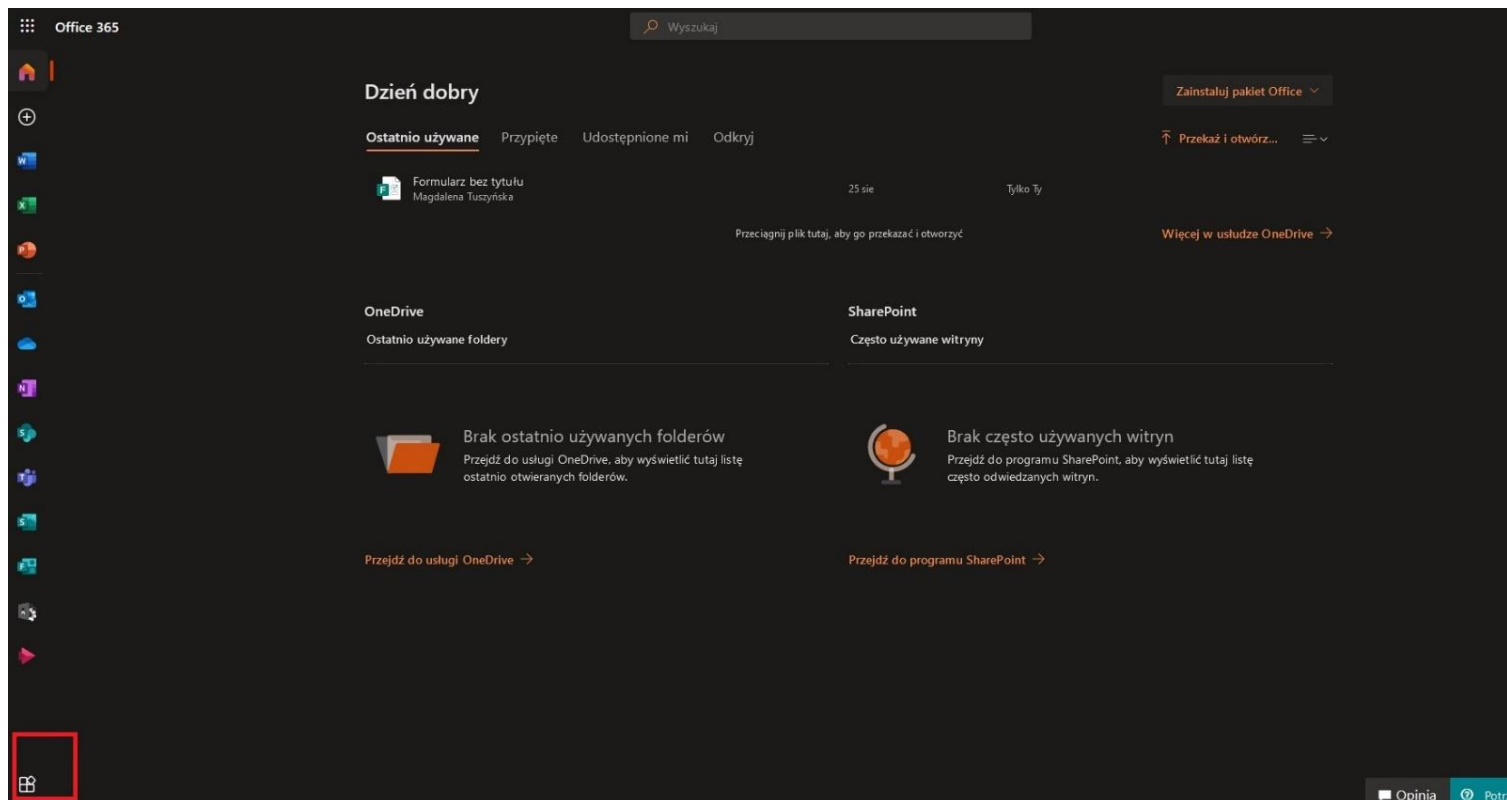 Office 365
Wyszukaj
Dzień dobry
Zainstaluj pakiet Office
Ostatnio używane Przypięte Udostępnione mi Odkryj
Przekaż i otwórz...
Formularz bez tytułu
Magdalena Tuszyńska
25 sie
Tylko Ty
Przeciągnij plik tutaj, aby go przekazać i otworzyć
Więcej w usłudze OneDrive →
OneDrive
Ostatnio używane foldery
SharePoint
Często używane witryny
Brak ostatnio używanych folderów
Przejdź do usługi OneDrive, aby wyświetlić tutaj listę
ostatnio otwieranych folderów.
Brak często używanych witryn
Przejdź do programu SharePoint, aby wyświetlić tutaj listę
często odwiedzanych witryn.
Przejdź do usługi OneDrive →
Przejdź do programu SharePoint →
Opinia